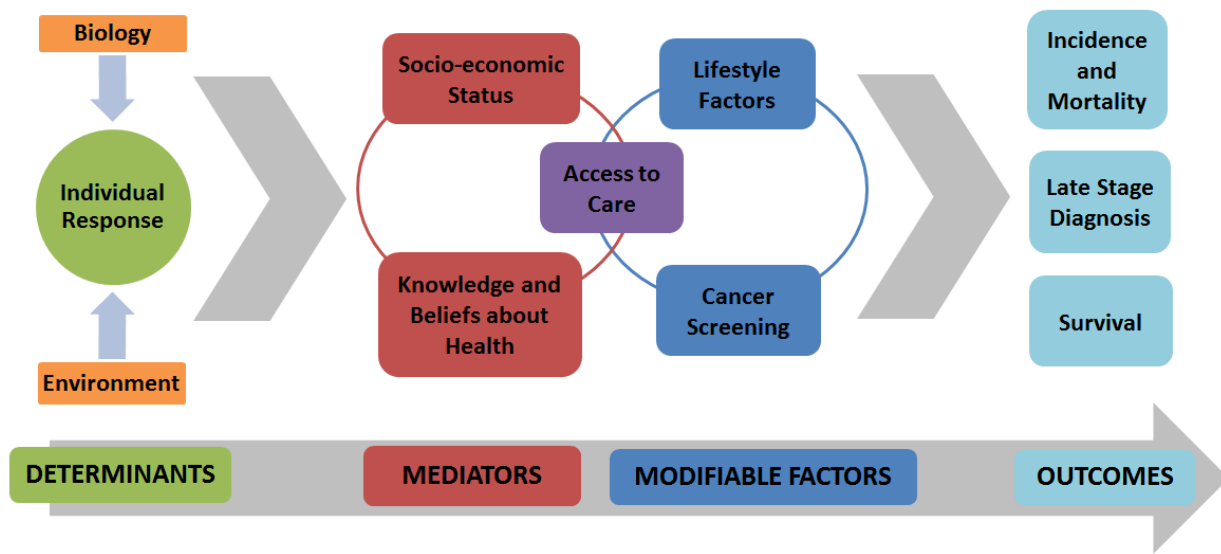 Biology
Individual
Response
Environment
Socio-economic
Status
Knowledge and
Beliefs about
Health
Access to
Care
Lifestyle
Factors
Cancer
Screening
Incidence
and
Mortality
Late Stage
Diagnosis
Survival
DETERMINANTS
MEDIATORS
MODIFIABLE FACTORS
OUTCOMES